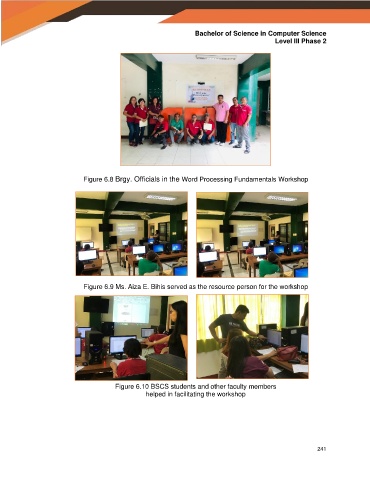 Bachelor of Science in Computer Science
Level III Phase 2
Figure 6.8 Brgy. Officials in the Word Processing Fundamentals Workshop
Figure 6.9 Ms. Aiza E. Bihis served as the resource person for the workshop
Figure 6.10 BSCS students and other faculty members
helped in facilitating the workshop
241